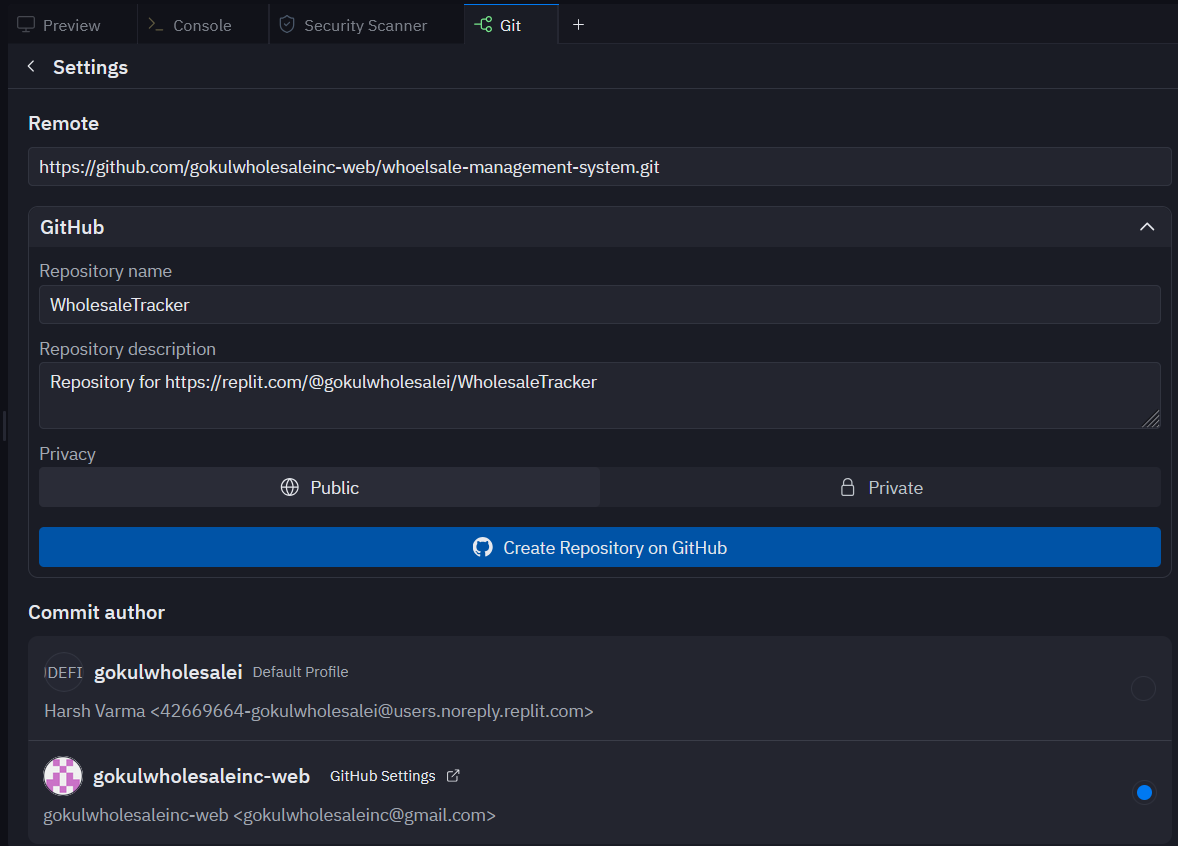 Preview Console Security Scanner Git
Settings
Remote
https://github.com/gokulwholesaleinc-web/whoelsale-management-system.git
GitHub
Repository name
WholesaleTracker
Repository description
Repository for https://replit.com/@gokulwholesalei/WholesaleTracker
Privacy
Public Private
Create Repository on GitHub
Commit author
gokulwholesalei Default Profile
Harsh Varma <42669664-gokulwholesalei@users.noreply.replit.com>
gokulwholesaleinc-web GitHub Settings
gokulwholesaleinc-web <gokulwholesaleinc@gmail.com>